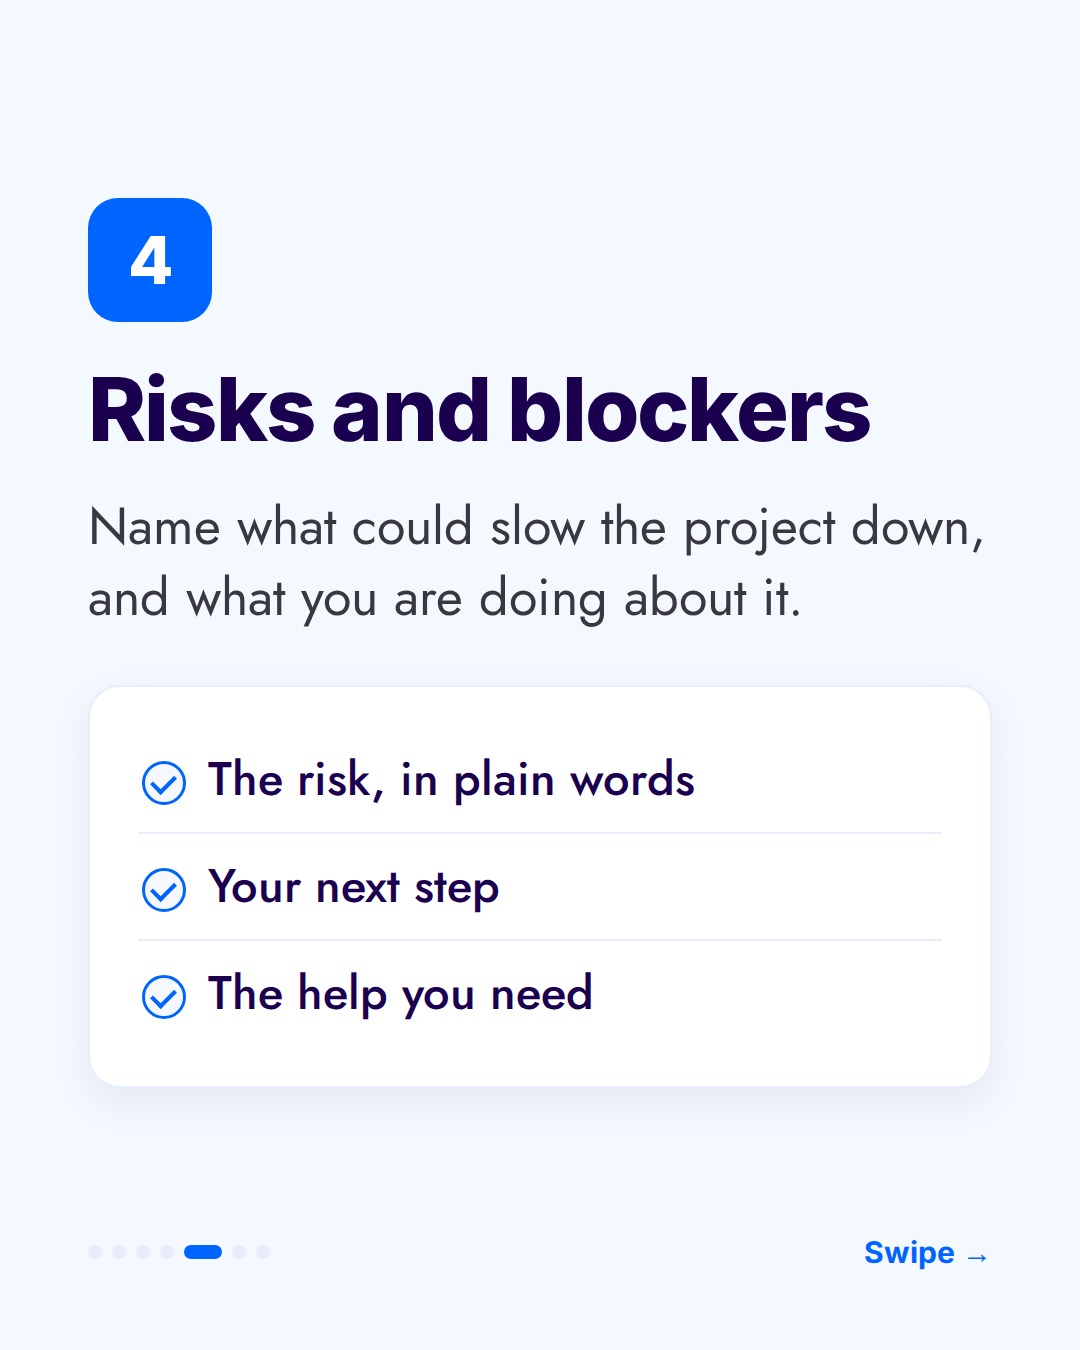 4
Risks and blockers
Name what could slow the project down,
and what you are doing about it.
The risk, in plain words
Your next step
The help you need
Swipe →